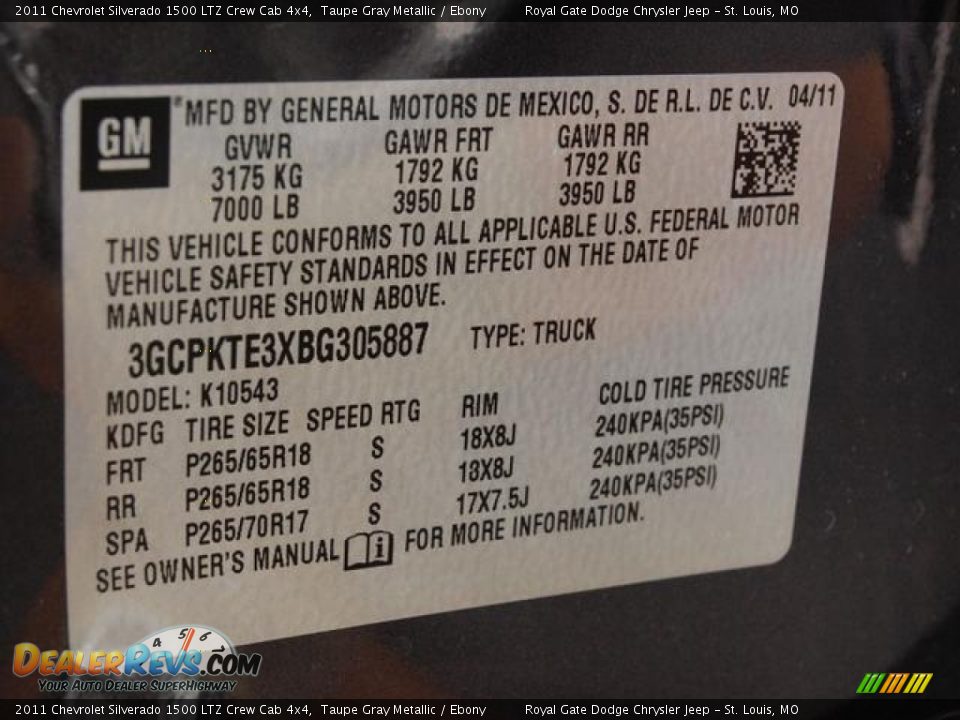 2011 Chevrolet Silverado 1500 LTZ Crew Cab 4x4, Taupe Gray Metallic / Ebony Royal Gate Dodge Chrysler Jeep - St. Louis, MO
GM ® MFD BY GENERAL MOTORS DE MEXICO, S. DE R.L. DE C.V. 04/11
GVWR GAWR FRT GAWR RR
3175 KG 1792 KG 1792 KG
7000 LB 3950 LB 3950 LB
THIS VEHICLE CONFORMS TO ALL APPLICABLE U.S. FEDERAL MOTOR
VEHICLE SAFETY STANDARDS IN EFFECT ON THE DATE OF
MANUFACTURE SHOWN ABOVE.
3GCPKTE3XBG305887 TYPE: TRUCK
MODEL: K10543
KDFG TIRE SIZE SPEED RTG RIM COLD TIRE PRESSURE
FRT P265/65R18 S 18X8J 240KPA(35PSI)
RR P265/65R18 S 18X8J 240KPA(35PSI)
SPA P265/70R17 S 17X7.5J 240KPA(35PSI)
SEE OWNER'S MANUAL i FOR MORE INFORMATION.
4 5 6 7
DEALERREVS.COM
YOUR AUTO DEALER SUPERHIGHWAY
2011 Chevrolet Silverado 1500 LTZ Crew Cab 4x4, Taupe Gray Metallic / Ebony Royal Gate Dodge Chrysler Jeep - St. Louis, MO